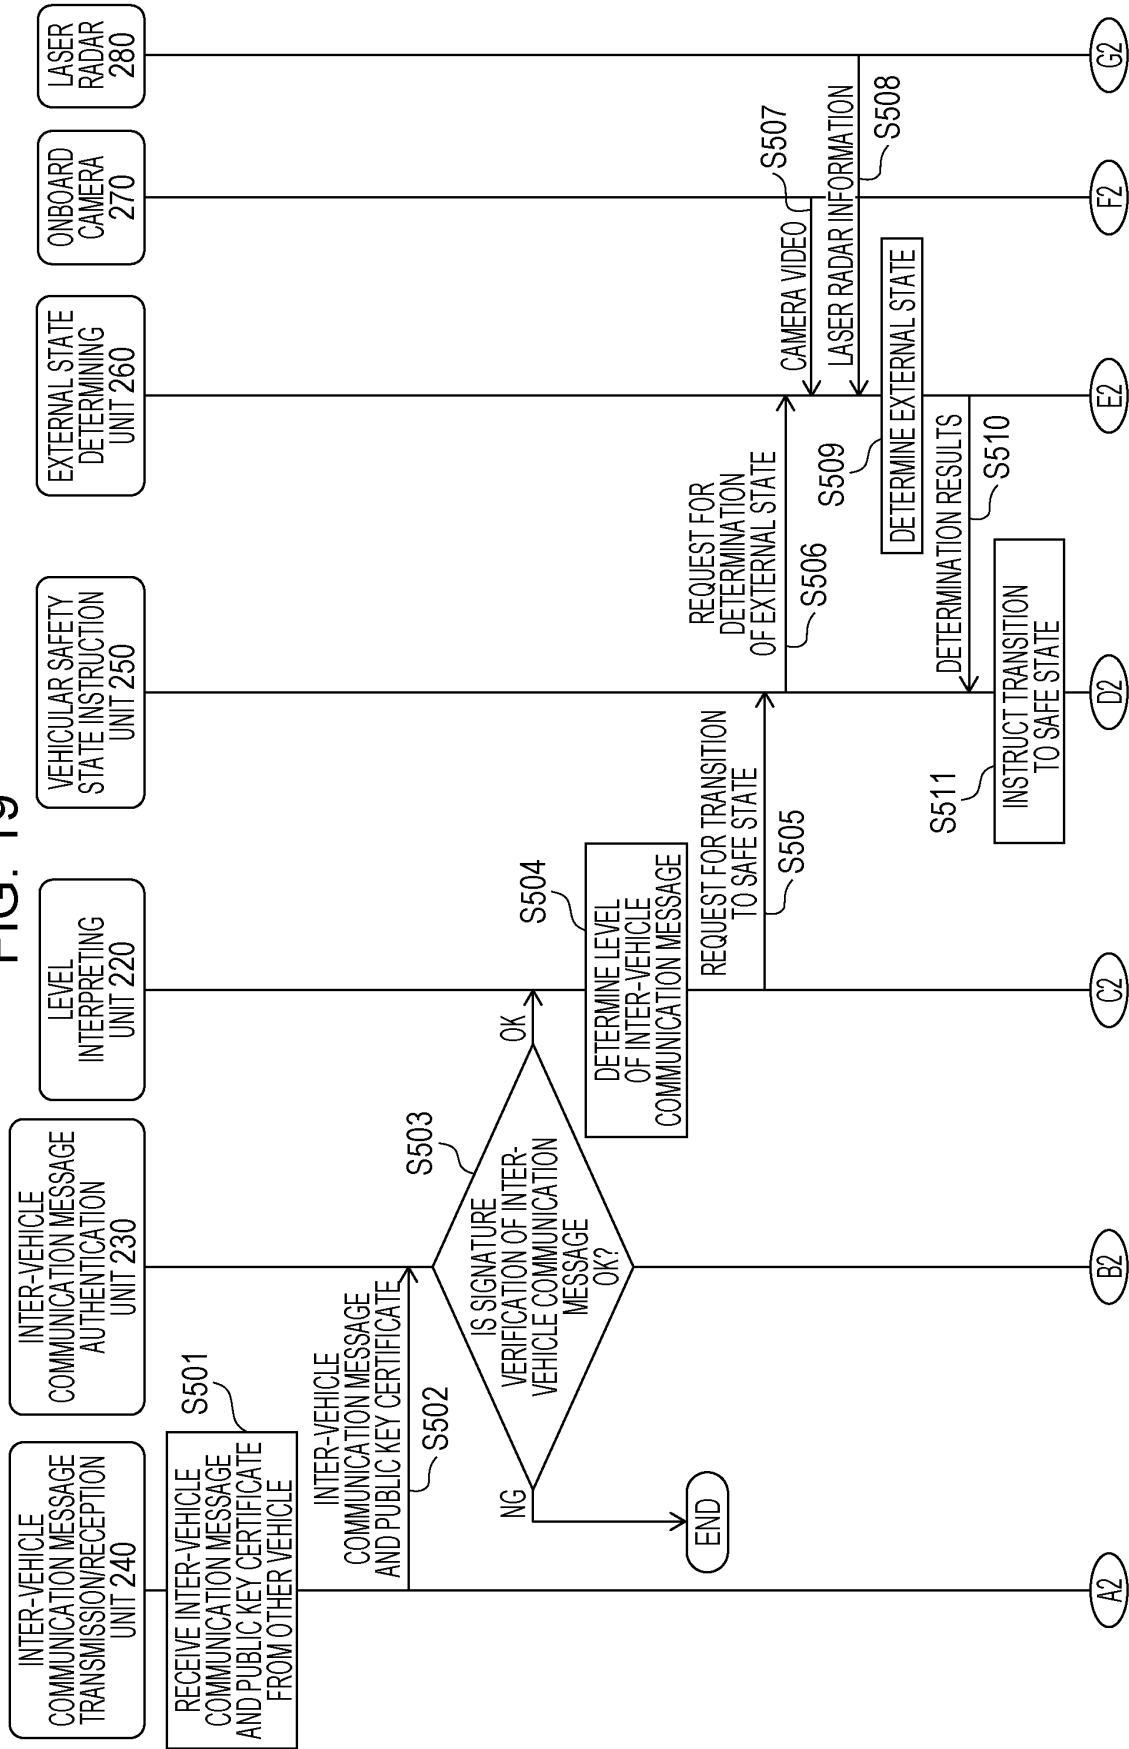 FIG. 19
INTER-VEHICLE
COMMUNICATION MESSAGE
TRANSMISSION/RECEPTION
UNIT 240
INTER-VEHICLE
COMMUNICATION MESSAGE
AUTHENTICATION
UNIT 230
LEVEL
INTERPRETING
UNIT 220
VEHICULAR SAFETY
STATE INSTRUCTION
UNIT 250
EXTERNAL STATE
DETERMINING
UNIT 260
ONBOARD
CAMERA
270
LASER
RADAR
280
S501
RECEIVE INTER-VEHICLE
COMMUNICATION MESSAGE
AND PUBLIC KEY CERTIFICATE
FROM OTHER VEHICLE
INTER-VEHICLE
COMMUNICATION MESSAGE
AND PUBLIC KEY CERTIFICATE
S502
S503
IS SIGNATURE
VERIFICATION OF INTER-
VEHICLE COMMUNICATION
MESSAGE
OK?
NG
OK
END
S504
DETERMINE LEVEL
OF INTER-VEHICLE
COMMUNICATION MESSAGE
REQUEST FOR TRANSITION
TO SAFE STATE
S505
REQUEST FOR
DETERMINATION
OF EXTERNAL STATE
S506
CAMERA VIDEO
S507
LASER RADAR INFORMATION
S508
S509
DETERMINE EXTERNAL STATE
DETERMINATION RESULTS
S510
S511
INSTRUCT TRANSITION
TO SAFE STATE
A2
B2
C2
D2
E2
F2
G2